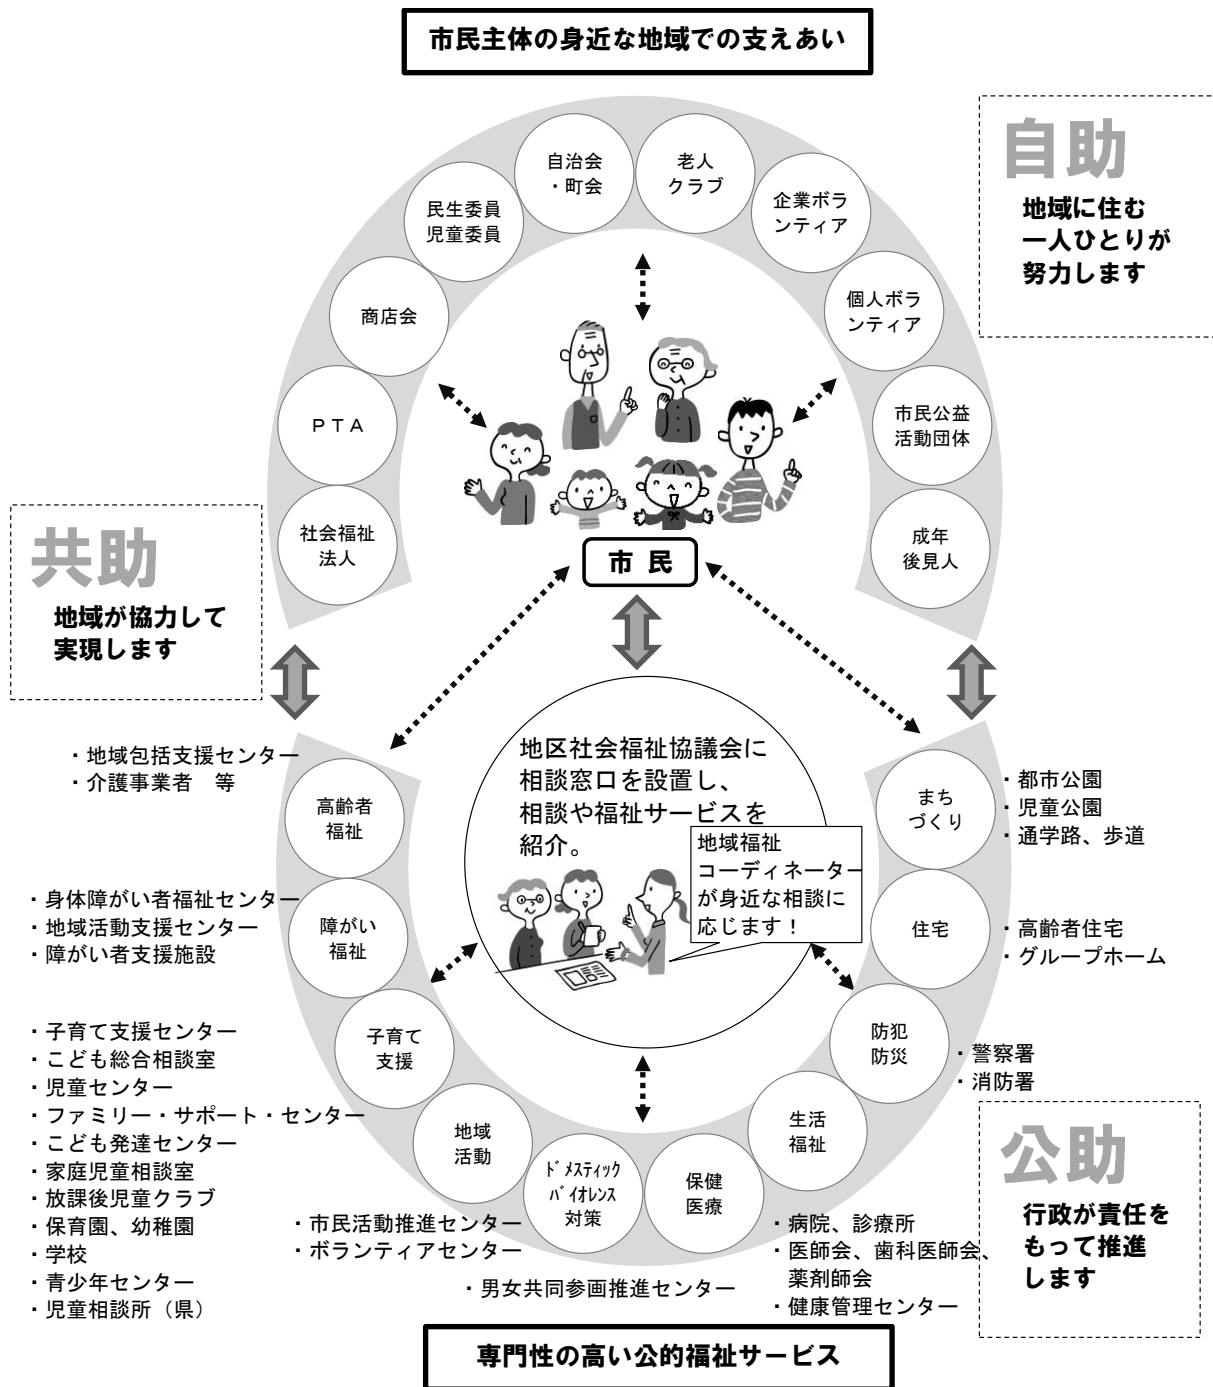 市民主体の身近な地域での支えあい
自治会
・町会
老人
クラブ
民生委員
児童委員
企業ボラ
ンティア
商店会
個人ボラ
ンティア
ＰＴＡ
市民公益
活動団体
社会福祉
法人
成年
後見人
自助
地域に住む
一人ひとりが
努力します
共助
地域が協力して
実現します
市民
地区社会福祉協議会に
相談窓口を設置し、
相談や福祉サービスを
紹介。
地域福祉
コーディネーター
が身近な相談に
応じます！
・地域包括支援センター
・介護事業者　等
高齢者
福祉
・身体障がい者福祉センター
・地域活動支援センター
・障がい者支援施設
障がい
福祉
・子育て支援センター
・こども総合相談室
・児童センター
・ファミリー・サポート・センター
・こども発達センター
・家庭児童相談室
・放課後児童クラブ
・保育園、幼稚園
・学校
・青少年センター
・児童相談所（県）
子育て
支援
地域
活動
・市民活動推進センター
・ボランティアセンター
ﾄﾞﾒｽﾃｨｯｸ
ﾊﾞｲｵﾚﾝｽ
対策
・男女共同参画推進センター
保健
医療
・病院、診療所
・医師会、歯科医師会、
薬剤師会
・健康管理センター
生活
福祉
防犯
防災
・警察署
・消防署
住宅
・高齢者住宅
・グループホーム
まち
づくり
・都市公園
・児童公園
・通学路、歩道
公助
行政が責任を
もって推進
します
専門性の高い公的福祉サービス